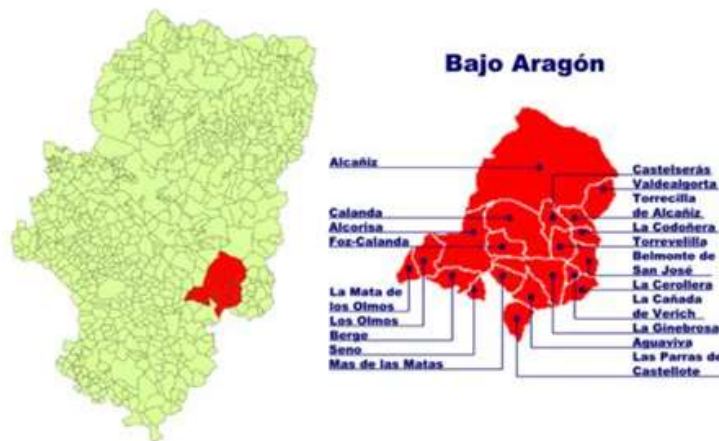 Bajo Aragón
Alcañiz
Calanda
Alcorisa
Foz-Calanda
La Mata de
los Olmos
Los Olmos
Berge
Seno
Mas de las Matas
Castelserás
Valdealgorta
Torrecilla
de Alcañiz
La Codoñera
Torrevelilla
Belmonte de
San José
La Cerollera
La Cañada
de Verich
La Ginebrosa
Aguaviva
Las Parras de
Castellote